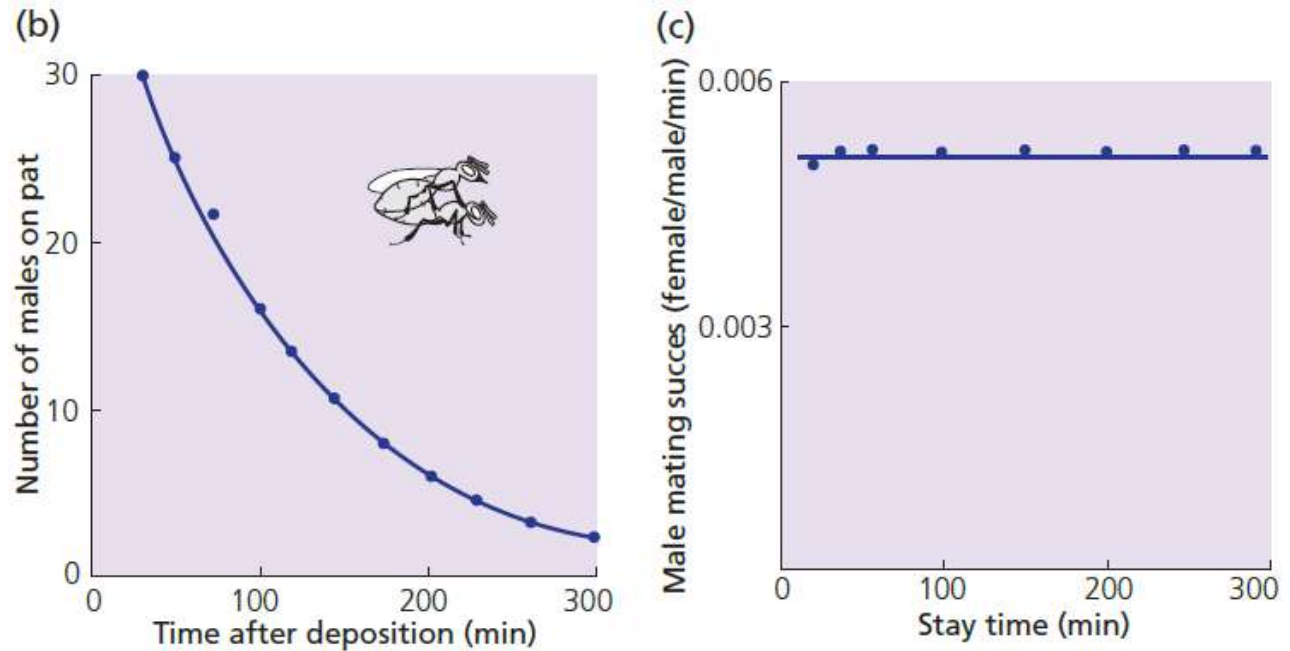 (b)
Number of males on pat
30
20
10
0
0 100 200 300
Time after deposition (min)
(c)
Male mating succes (female/male/min)
0.006
0.003
0 100 200 300
Stay time (min)